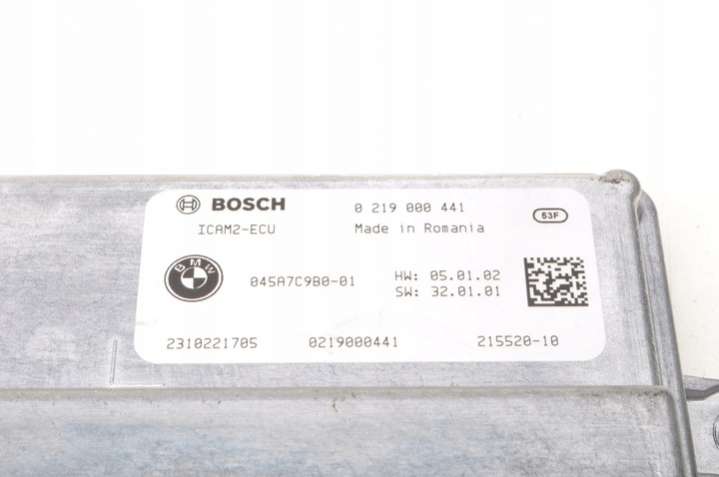 BOSCH 0 219 000 441
ICAM2-ECU Made in Romania 63F
BMW 045A7C9B0-01 HW: 05.01.02
SW: 32.01.01
2310221705 0219000441 215520-10